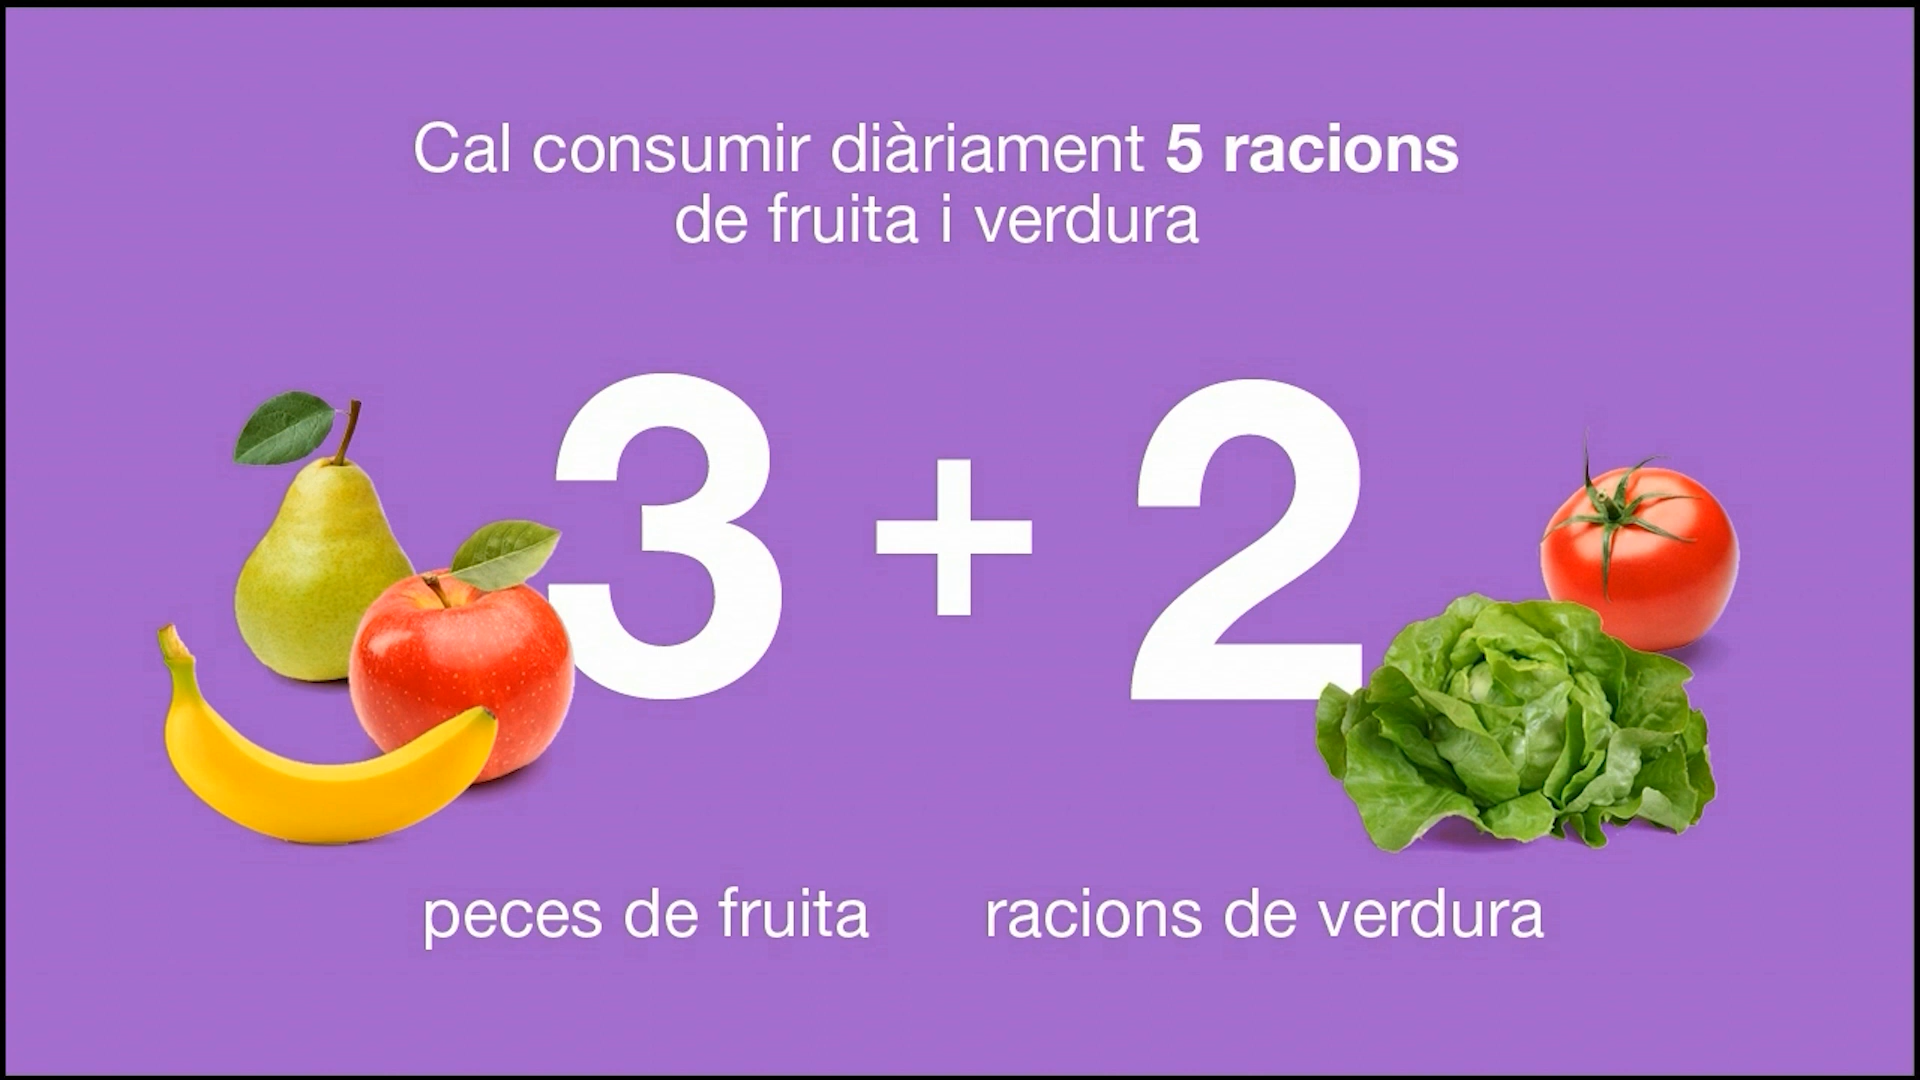 Cal consumir diàriament 5 racions
de fruita i verdura
3 + 2
peces de fruita
racions de verdura